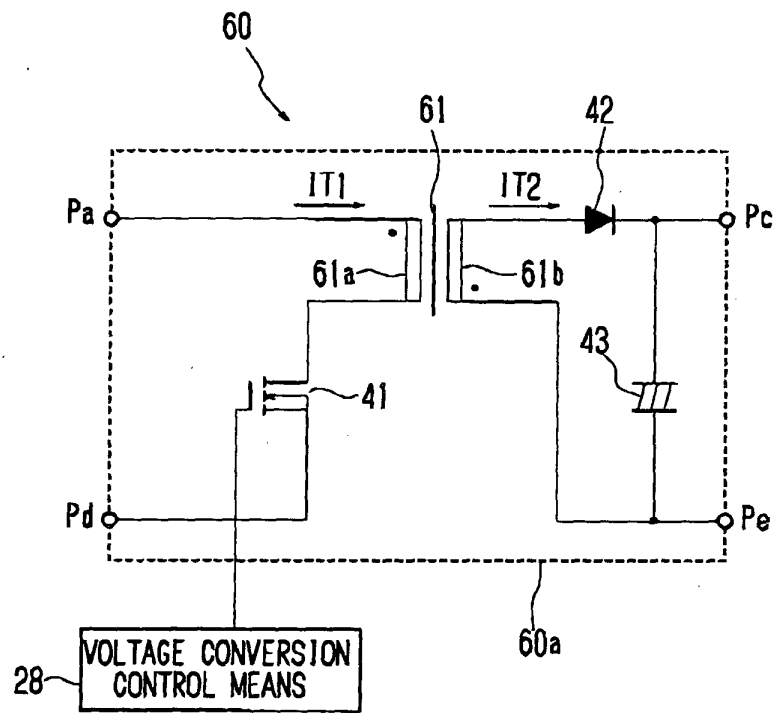 60
61
42
IT1
IT2
Pa
Pc
61a
61b
43
41
Pd
Pe
60a
28
VOLTAGE CONVERSION
CONTROL MEANS